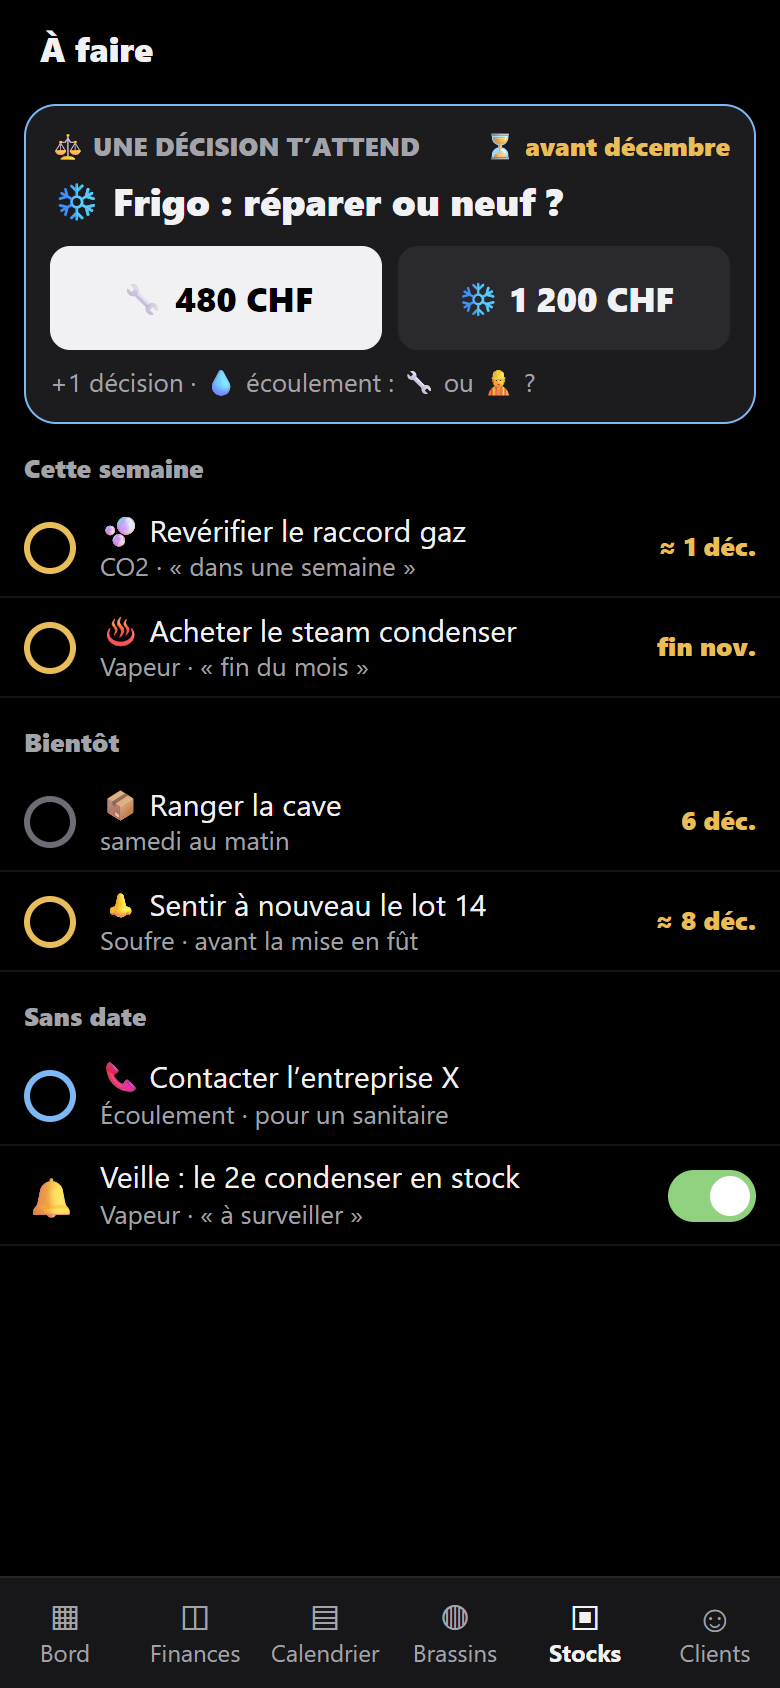 À faire
UNE DÉCISION T’ATTEND
avant décembre
Frigo : réparer ou neuf ?
480 CHF
1 200 CHF
+1 décision · 💧 écoulement : 🔧 ou 👷 ?
Cette semaine
Revérifier le raccord gaz
≈ 1 déc.
CO2 · « dans une semaine »
Acheter le steam condenser
fin nov.
Vapeur · « fin du mois »
Bientôt
Ranger la cave
6 déc.
samedi au matin
Sentir à nouveau le lot 14
≈ 8 déc.
Soufre · avant la mise en fût
Sans date
Contacter l’entreprise X
Écoulement · pour un sanitaire
Veille : le 2e condenser en stock
Vapeur · « à surveiller »
Bord
Finances
Calendrier
Brassins
Stocks
Clients